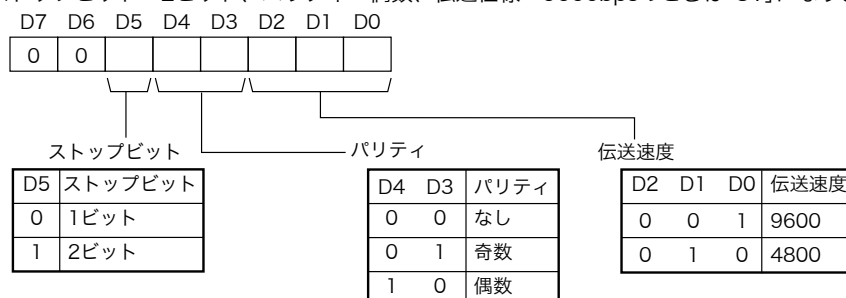 D7 D6 D5 D4 D3 D2 D1 D0
0 0
ストップビット
パリティ
伝送速度
D5 ストップビット
0 1ビット
1 2ビット
D4 D3 パリティ
0 0 なし
0 1 奇数
1 0 偶数
D2 D1 D0 伝送速度
0 0 1 9600
0 1 0 4800